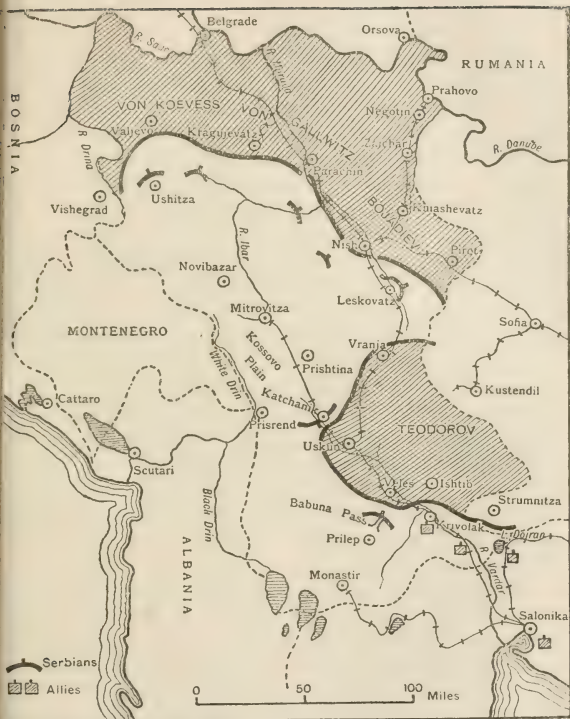 Belgrade
Orsova
R. Save
R. Morava
RUMANIA
BOSNIA
Prahovo
VON KOEVESS
VON
GALLWITZ
Negotin
R. Drina
Valjevo
Kragujevatz
Zaichar
R. Danube
Parachin
Ushitza
BOJADIEV
Kniashevatz
Vishegrad
R. Ibar
Nish
Pirot
Novibazar
Leskovatz
Sofia
Mitrovitza
MONTENEGRO
Vranja
Kossovo
Plain
Prishtina
White Drin
Kustendil
Cattaro
Katchanik
Prisrend
TEODOROV
Uskub
Scutari
Veles
Ishtib
Black Drin
Strumnitza
Babuna Pass
Krivolak
L. Doiran
Prilep
ALBANIA
Monastir
R. Vardar
Salonika
Serbians
Allies
0 50 100 Miles